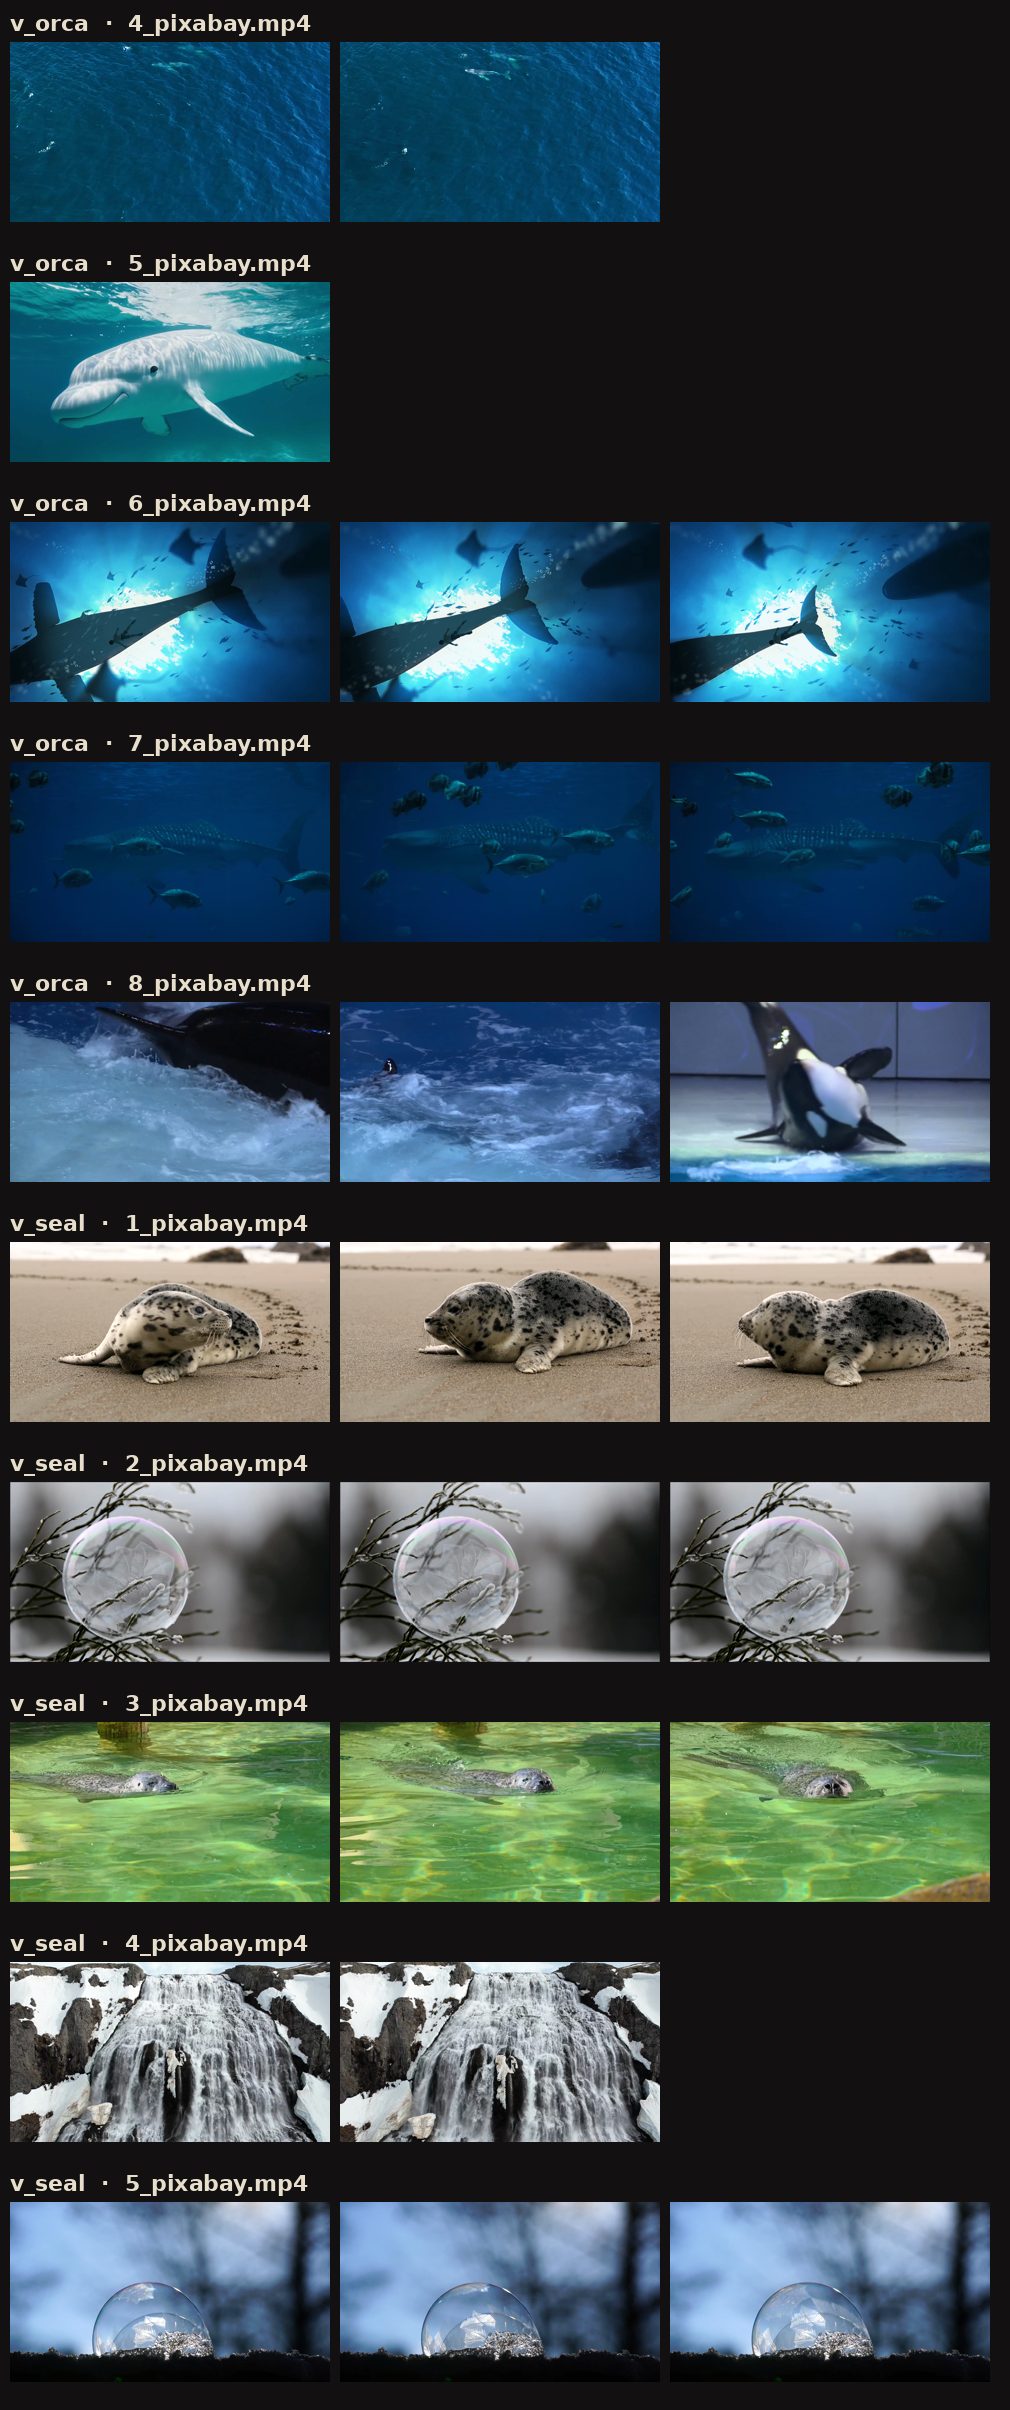 v_orca · 4_pixabay.mp4
v_orca · 5_pixabay.mp4
v_orca · 6_pixabay.mp4
v_orca · 7_pixabay.mp4
v_orca · 8_pixabay.mp4
v_seal · 1_pixabay.mp4
v_seal · 2_pixabay.mp4
v_seal · 3_pixabay.mp4
v_seal · 4_pixabay.mp4
v_seal · 5_pixabay.mp4